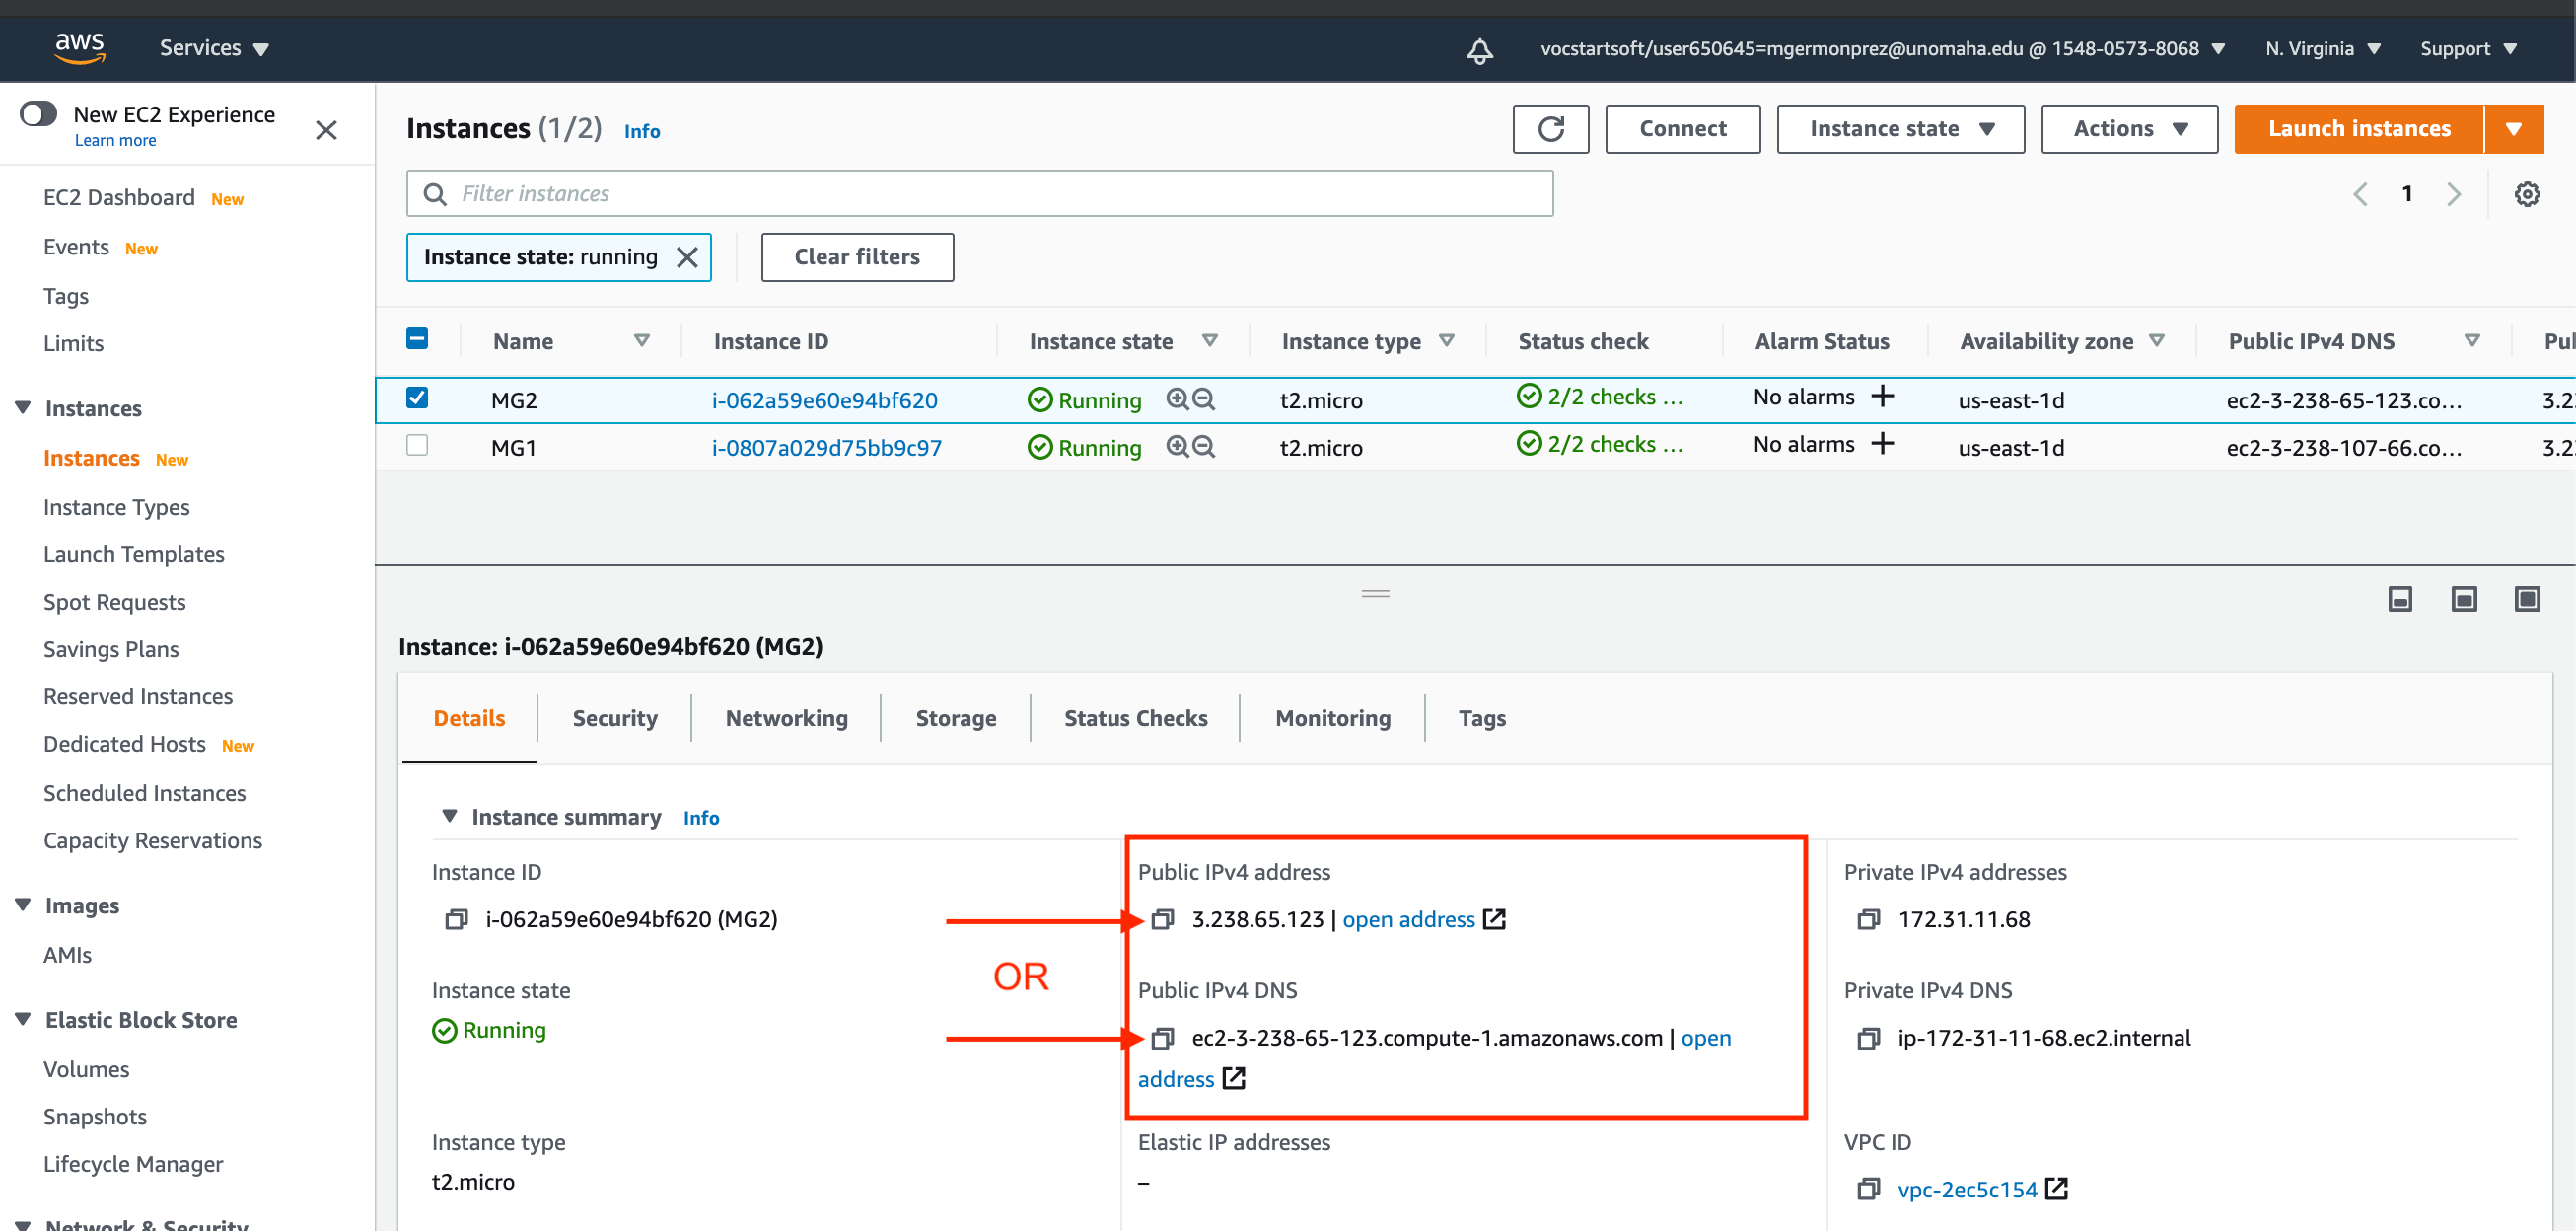 aws
Services
vocstartsoft/user650645=mgermonprez@unomaha.edu @ 1548-0573-8068
N. Virginia
Support
New EC2 Experience
Learn more
EC2 Dashboard New
Events New
Tags
Limits
Instances
Instances New
Instance Types
Launch Templates
Spot Requests
Savings Plans
Reserved Instances
Dedicated Hosts New
Scheduled Instances
Capacity Reservations
Images
AMIs
Elastic Block Store
Volumes
Snapshots
Lifecycle Manager
Network & Security
Instances (1/2) Info
Connect
Instance state
Actions
Launch instances
Filter instances
1
Instance state: running
Clear filters
Name Instance ID Instance state Instance type Status check Alarm Status Availability zone Public IPv4 DNS Pul
MG2 i-062a59e60e94bf620 Running t2.micro 2/2 checks ... No alarms + us-east-1d ec2-3-238-65-123.co... 3.2
MG1 i-0807a029d75bb9c97 Running t2.micro 2/2 checks ... No alarms + us-east-1d ec2-3-238-107-66.co... 3.2
Instance: i-062a59e60e94bf620 (MG2)
Details Security Networking Storage Status Checks Monitoring Tags
Instance summary Info
Instance ID
i-062a59e60e94bf620 (MG2)
Public IPv4 address
3.238.65.123 | open address
Private IPv4 addresses
172.31.11.68
OR
Instance state
Running
Public IPv4 DNS
ec2-3-238-65-123.compute-1.amazonaws.com | open
address
Private IPv4 DNS
ip-172-31-11-68.ec2.internal
Instance type
t2.micro
Elastic IP addresses
–
VPC ID
vpc-2ec5c154